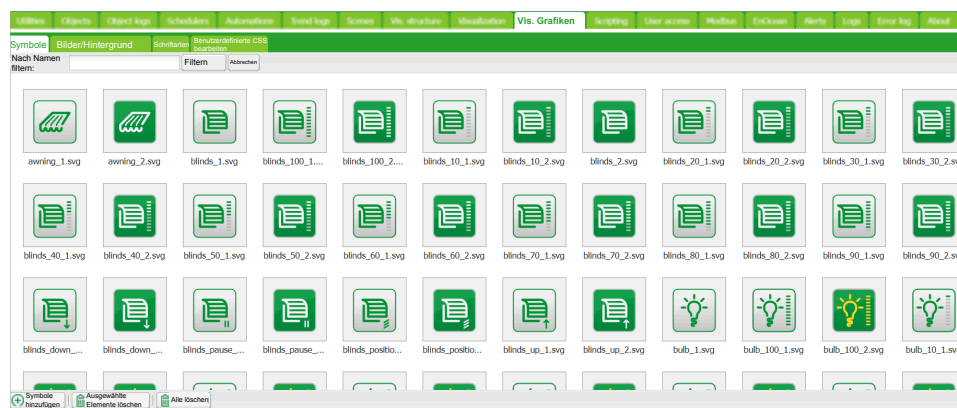 Utilities Objects Object logs Schedulers Automations Trend logs Scenes Vis. structure Visualization Vis. Grafiken Scripting User access Modbus EnOcean Alerts Logs Error log About
Symbole Bilder/Hintergrund Schriftarten Benutzerdefinierte CSS
bearbeiten
Nach Namen
filtern:
Filtern Abbrechen
awning_1.svg awning_2.svg blinds_1.svg blinds_100_1.... blinds_100_2.... blinds_10_1.svg blinds_10_2.svg blinds_2.svg blinds_20_1.svg blinds_20_2.svg blinds_30_1.svg blinds_30_2.sv
blinds_40_1.svg blinds_40_2.svg blinds_50_1.svg blinds_50_2.svg blinds_60_1.svg blinds_60_2.svg blinds_70_1.svg blinds_70_2.svg blinds_80_1.svg blinds_80_2.svg blinds_90_1.svg blinds_90_2.sv
blinds_down_... blinds_down_... blinds_pause_... blinds_pause_... blinds_positio... blinds_positio... blinds_up_1.svg blinds_up_2.svg bulb_1.svg bulb_100_1.svg bulb_100_2.svg bulb_10_1.sv
Symbole
hinzufügen
Ausgewählte
Elemente löschen
Alle löschen